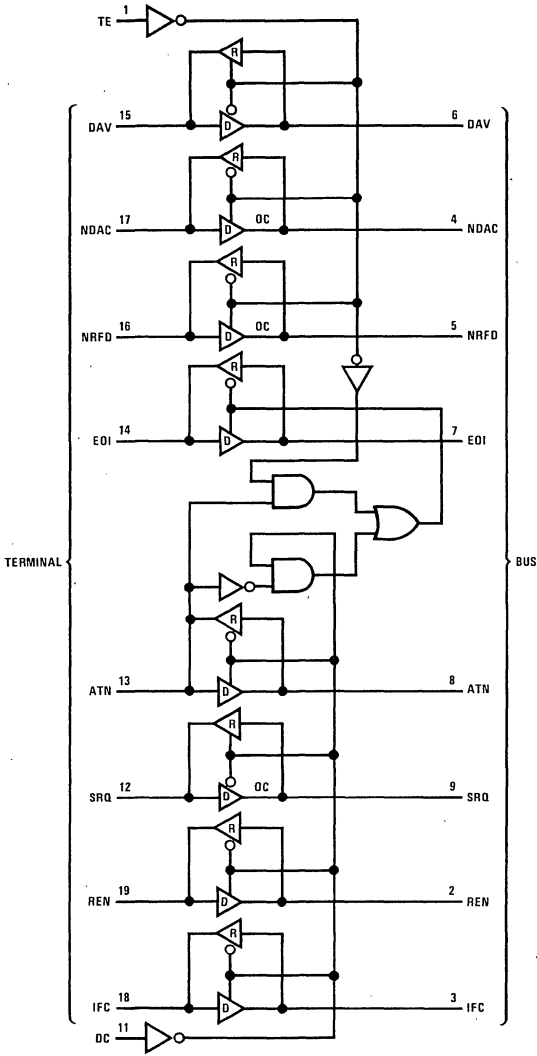 TE 1
R
15 6
DAV D DAV
R
17 OC 4
NDAC D NDAC
R
16 OC 5
NRFD D NRFD
R
14 7
EOI D EOI
TERMINAL BUS
R
13 8
ATN D ATN
R
12 OC 9
SRQ D SRQ
R
19 2
REN D REN
R
18 3
IFC D IFC
11
DC